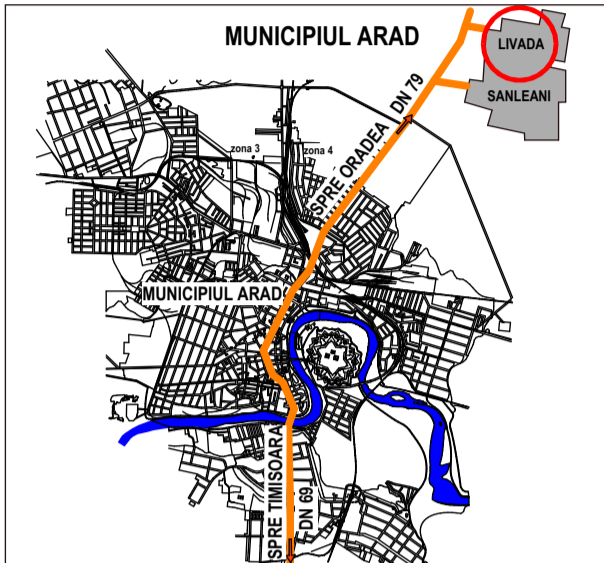 MUNICIPIUL ARAD
LIVADA
SANLEANI
SPRE ORADEA DN 79
zona 3
zona 4
MUNICIPIUL ARAD
SPRE TIMISOARA
DN 69